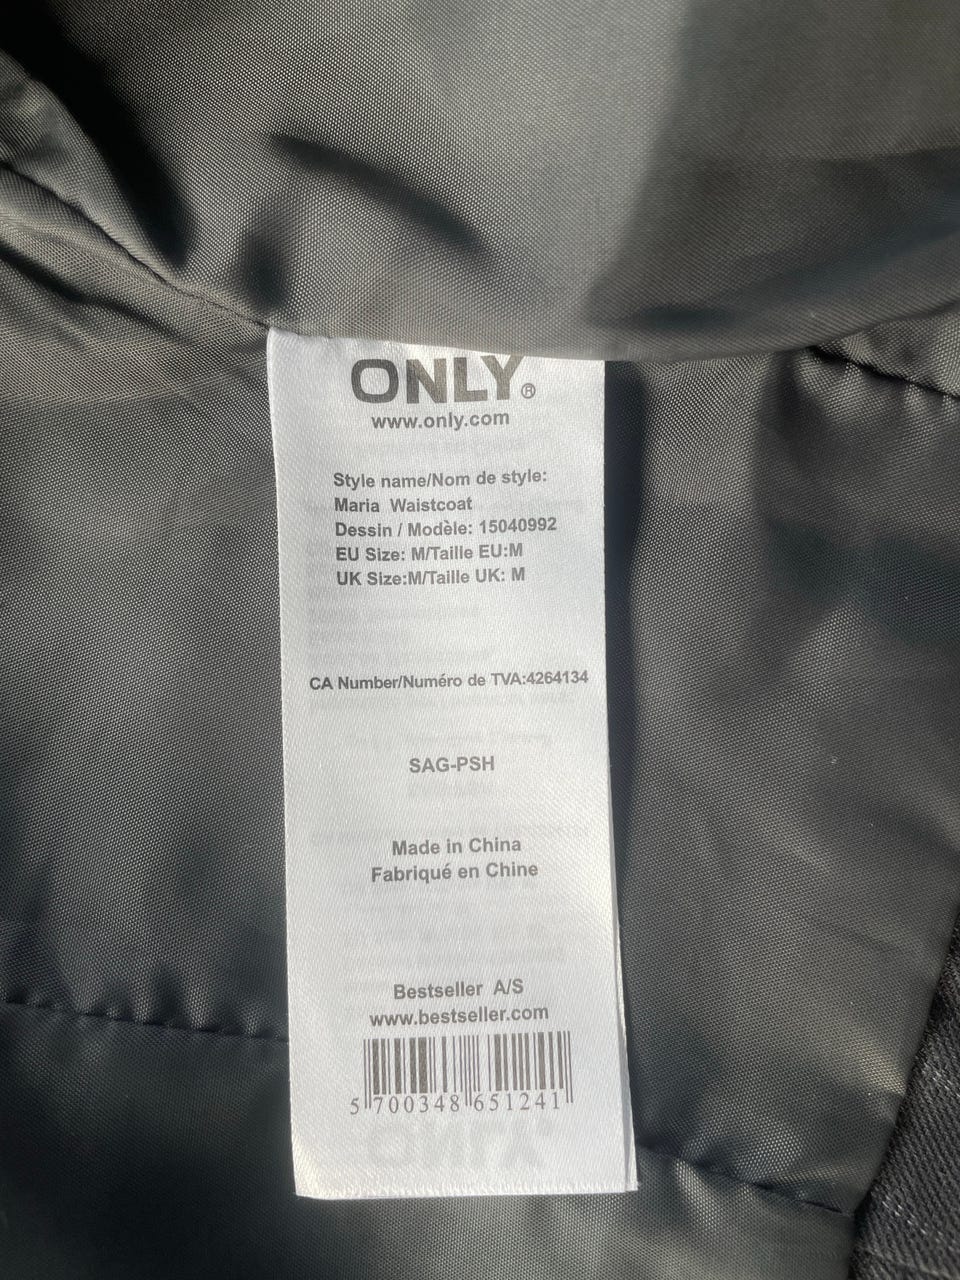 ONLY®
www.only.com
Style name/Nom de style:
Maria Waistcoat
Dessin / Modèle: 15040992
EU Size: M/Taille EU:M
UK Size:M/Taille UK: M
CA Number/Numéro de TVA:4264134
SAG-PSH
Made in China
Fabriqué en Chine
Bestseller A/S
www.bestseller.com
5 700348 651241